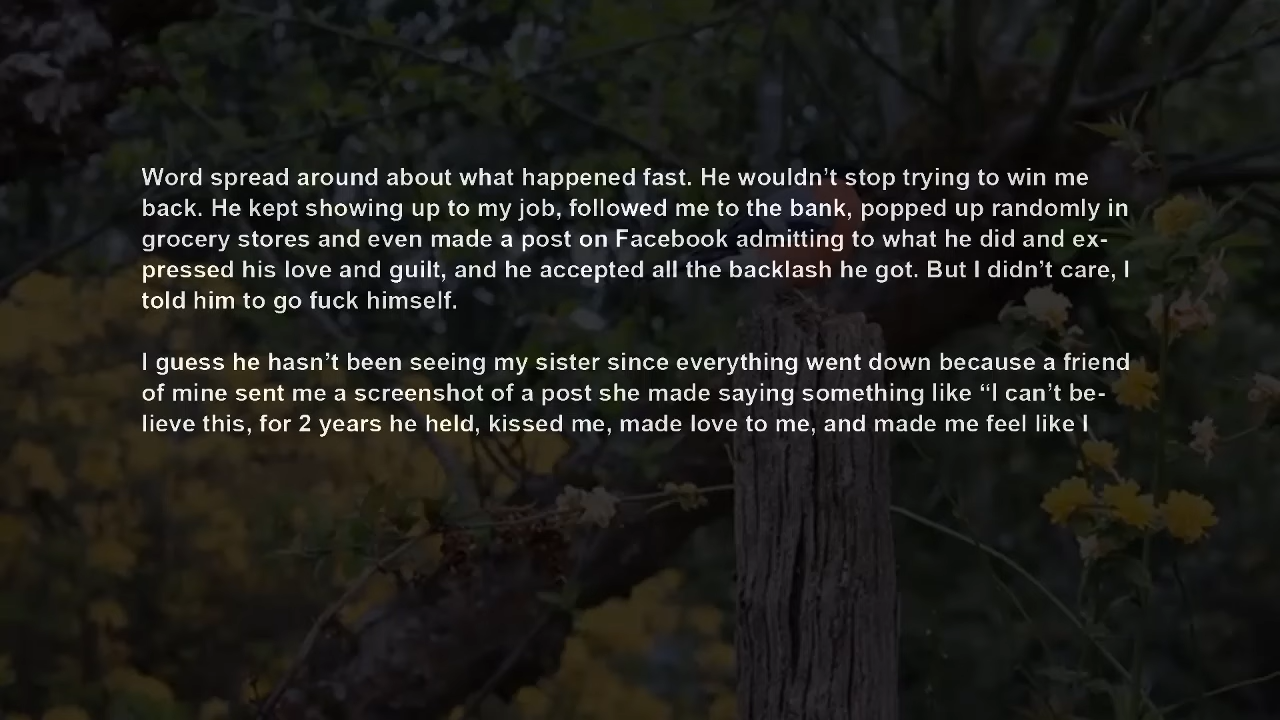 Word spread around about what happened fast. He wouldn’t stop trying to win me
back. He kept showing up to my job, followed me to the bank, popped up randomly in
grocery stores and even made a post on Facebook admitting to what he did and ex-
pressed his love and guilt, and he accepted all the backlash he got. But I didn’t care, I
told him to go fuck himself.
I guess he hasn’t been seeing my sister since everything went down because a friend
of mine sent me a screenshot of a post she made saying something like “I can’t be-
lieve this, for 2 years he held, kissed me, made love to me, and made me feel like I